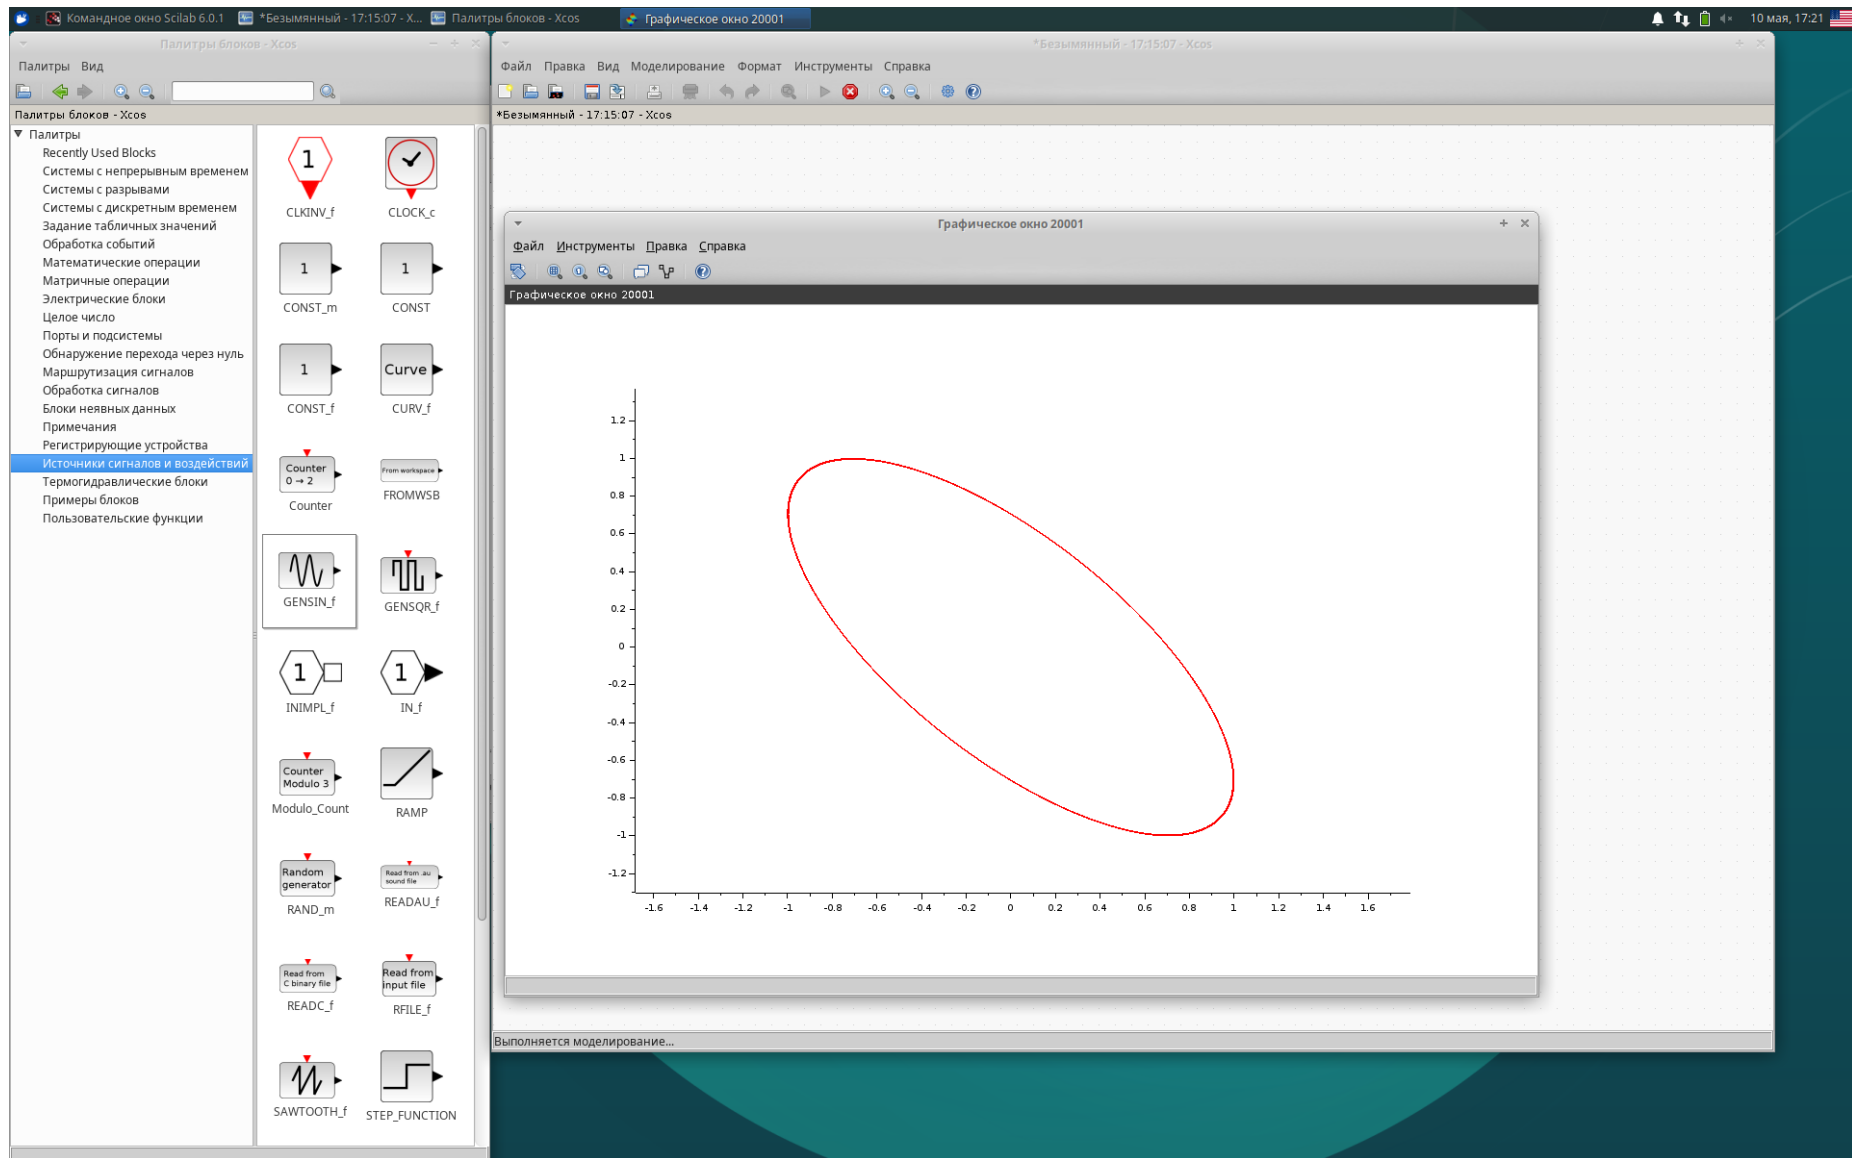 Командное окно Scilab 6.0.1
*Безымянный - 17:15:07 - X...
Палитры блоков - Xcos
Графическое окно 20001
10 мая, 17:21
Палитры блоков - Xcos
Палитры Вид
Палитры блоков - Xcos
Палитры
Recently Used Blocks
Системы с непрерывным временем
Системы с разрывами
Системы с дискретным временем
Задание табличных значений
Обработка событий
Математические операции
Матричные операции
Электрические блоки
Целое число
Порты и подсистемы
Обнаружение перехода через нуль
Маршрутизация сигналов
Обработка сигналов
Блоки неявных данных
Примечания
Регистрирующие устройства
Источники сигналов и воздействий
Термогидравлические блоки
Примеры блоков
Пользовательские функции
1
CLKINV_f
CLOCK_c
1
CONST_m
1
CONST
1
CONST_f
Curve
CURV_f
Counter
0 → 2
Counter
From workspace
FROMWSB
GENSIN_f
GENSQR_f
1
INIMPL_f
1
IN_f
Counter
Modulo 3
Modulo_Count
RAMP
Random
generator
RAND_m
Read from .au
sound file
READAU_f
Read from
C binary file
READC_f
Read from
input file
RFILE_f
SAWTOOTH_f
STEP_FUNCTION
*Безымянный - 17:15:07 - Xcos
Файл Правка Вид Моделирование Формат Инструменты Справка
*Безымянный - 17:15:07 - Xcos
Графическое окно 20001
Файл Инструменты Правка Справка
Графическое окно 20001
1.2
1
0.8
0.6
0.4
0.2
0
-0.2
-0.4
-0.6
-0.8
-1
-1.2
-1.6 -1.4 -1.2 -1 -0.8 -0.6 -0.4 -0.2 0 0.2 0.4 0.6 0.8 1 1.2 1.4 1.6
Выполняется моделирование...